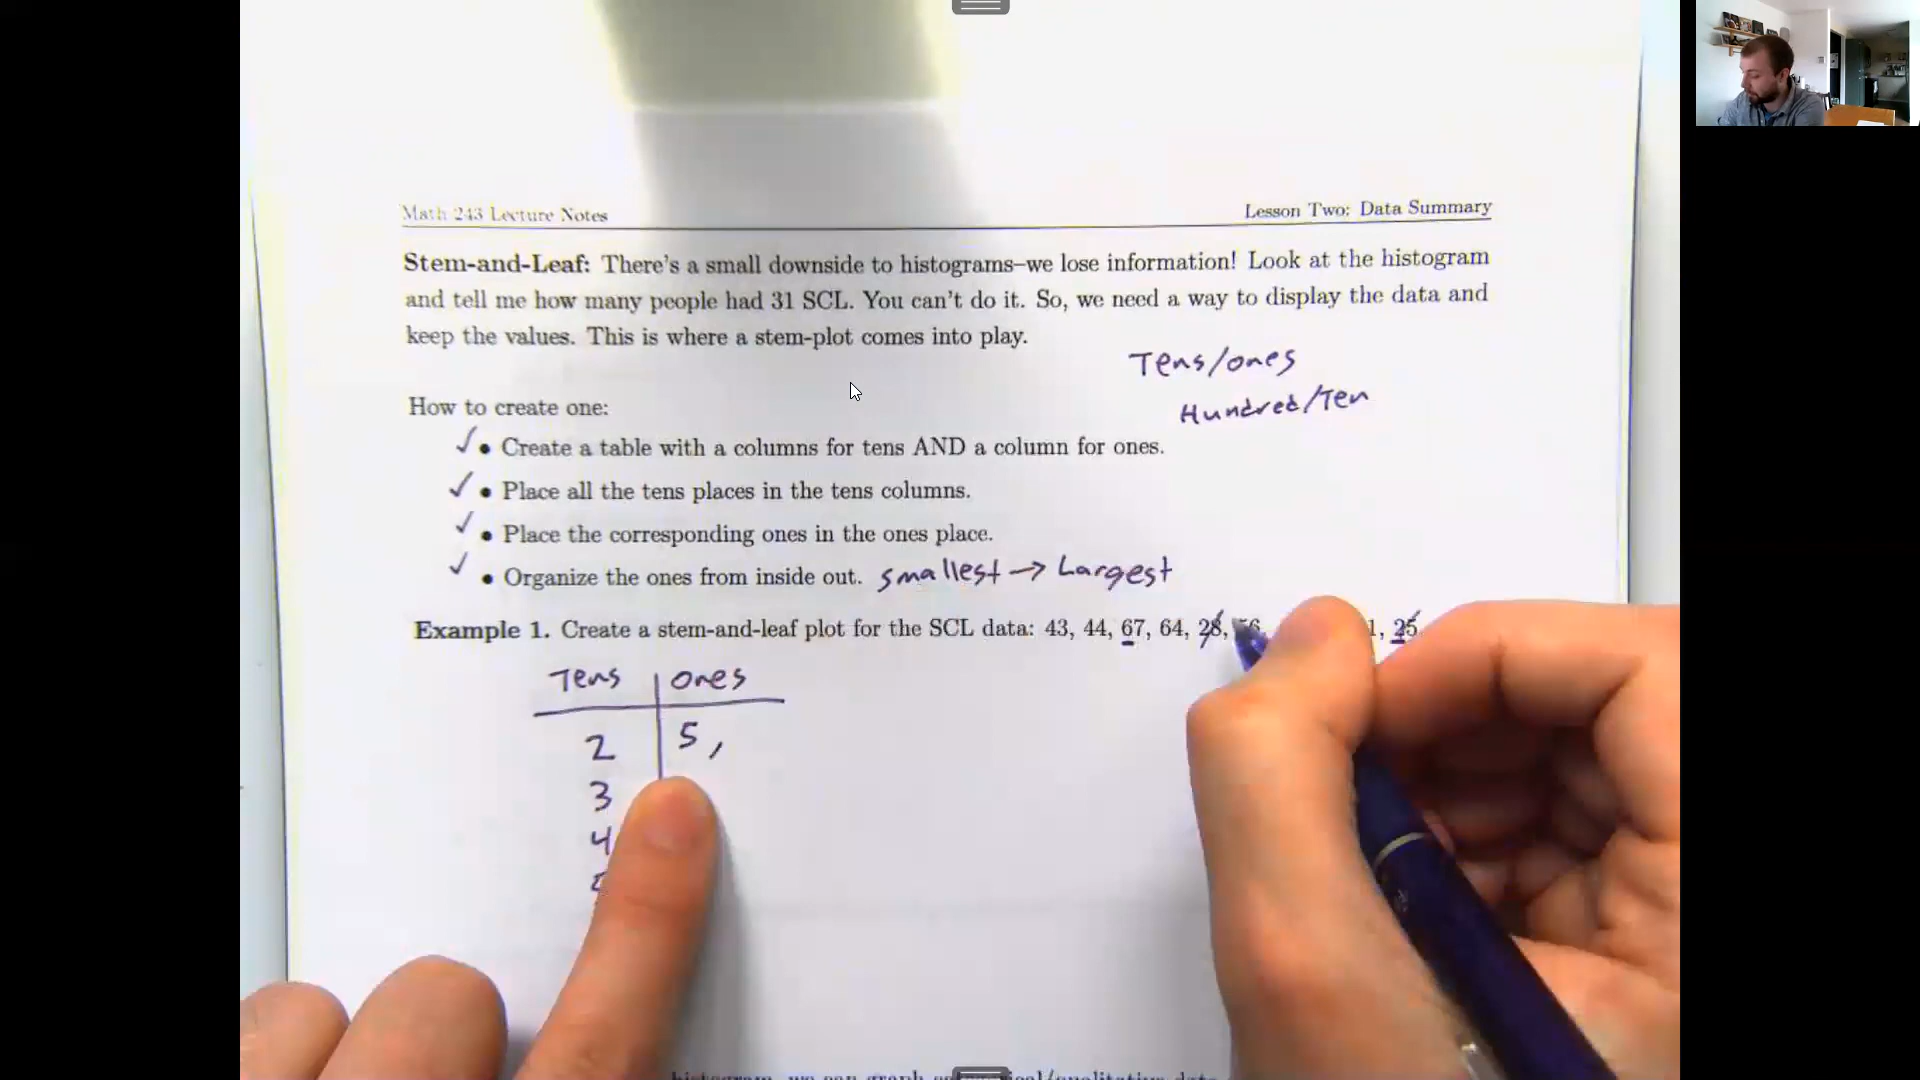 Math 243 Lecture Notes
Lesson Two: Data Summary
Stem-and-Leaf: There's a small downside to histograms–we lose information! Look at the histogram
and tell me how many people had 31 SCL. You can't do it. So, we need a way to display the data and
keep the values. This is where a stem-plot comes into play.
Tens/ones
Hundred/Ten
How to create one:
✓ • Create a table with a columns for tens AND a column for ones.
✓ • Place all the tens places in the tens columns.
✓ • Place the corresponding ones in the ones place.
✓ • Organize the ones from inside out. smallest → Largest
Example 1. Create a stem-and-leaf plot for the SCL data: 43, 44, 67, 64, 28, 1, 25
Tens | Ones
2 | 5,
3
4